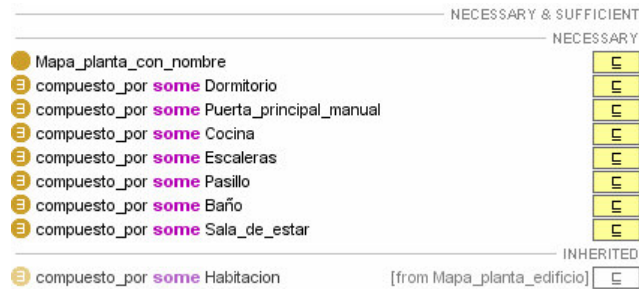 NECESSARY & SUFFICIENT
NECESSARY
Mapa_planta_con_nombre ⊑
∃ compuesto_por some Dormitorio ⊑
∃ compuesto_por some Puerta_principal_manual ⊑
∃ compuesto_por some Cocina ⊑
∃ compuesto_por some Escaleras ⊑
∃ compuesto_por some Pasillo ⊑
∃ compuesto_por some Baño ⊑
∃ compuesto_por some Sala_de_estar ⊑
INHERITED
∃ compuesto_por some Habitacion [from Mapa_planta_edificio] ⊑